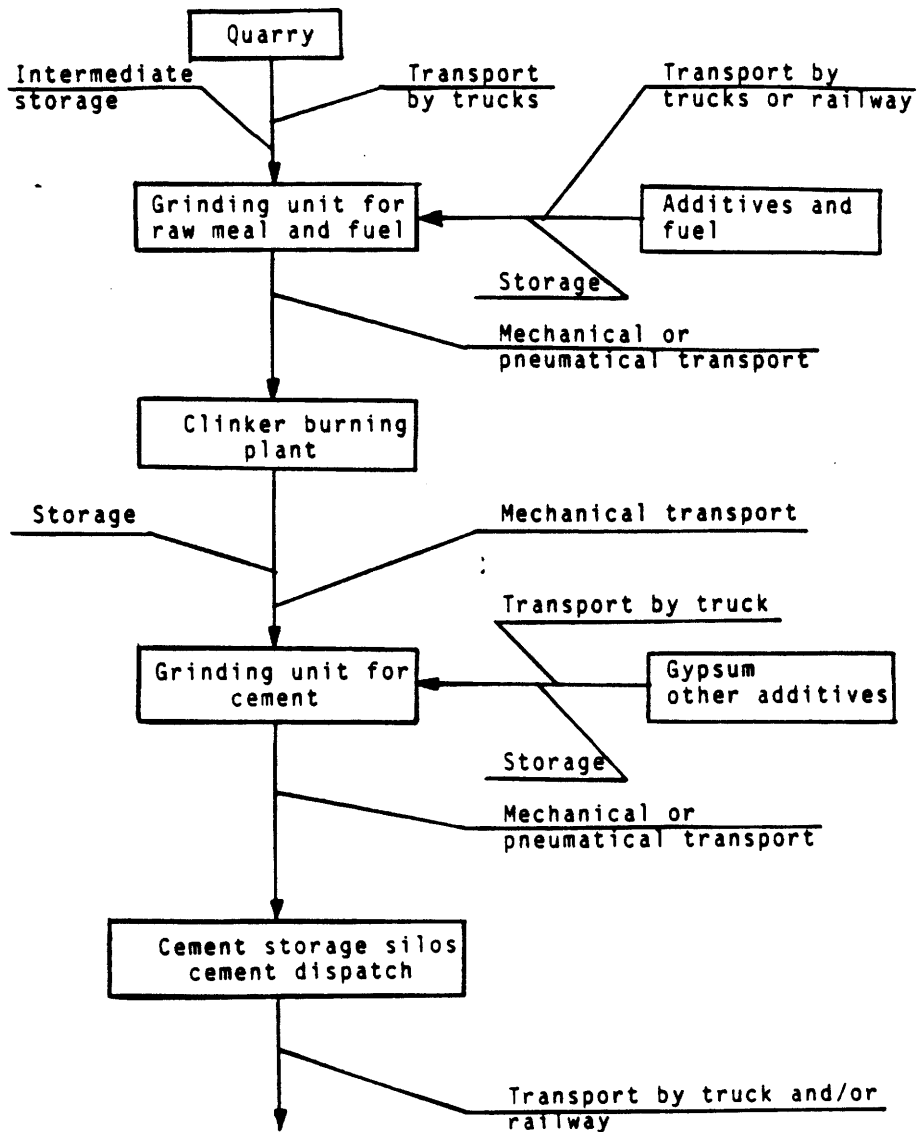 Quarry
Intermediate
storage
Transport
by trucks
Transport by
trucks or railway
Grinding unit for
raw meal and fuel
Additives and
fuel
Storage
Mechanical or
pneumatical transport
Clinker burning
plant
Storage
Mechanical transport
Transport by truck
Grinding unit for
cement
Gypsum
other additives
Storage
Mechanical or
pneumatical transport
Cement storage silos
cement dispatch
Transport by truck and/or
railway